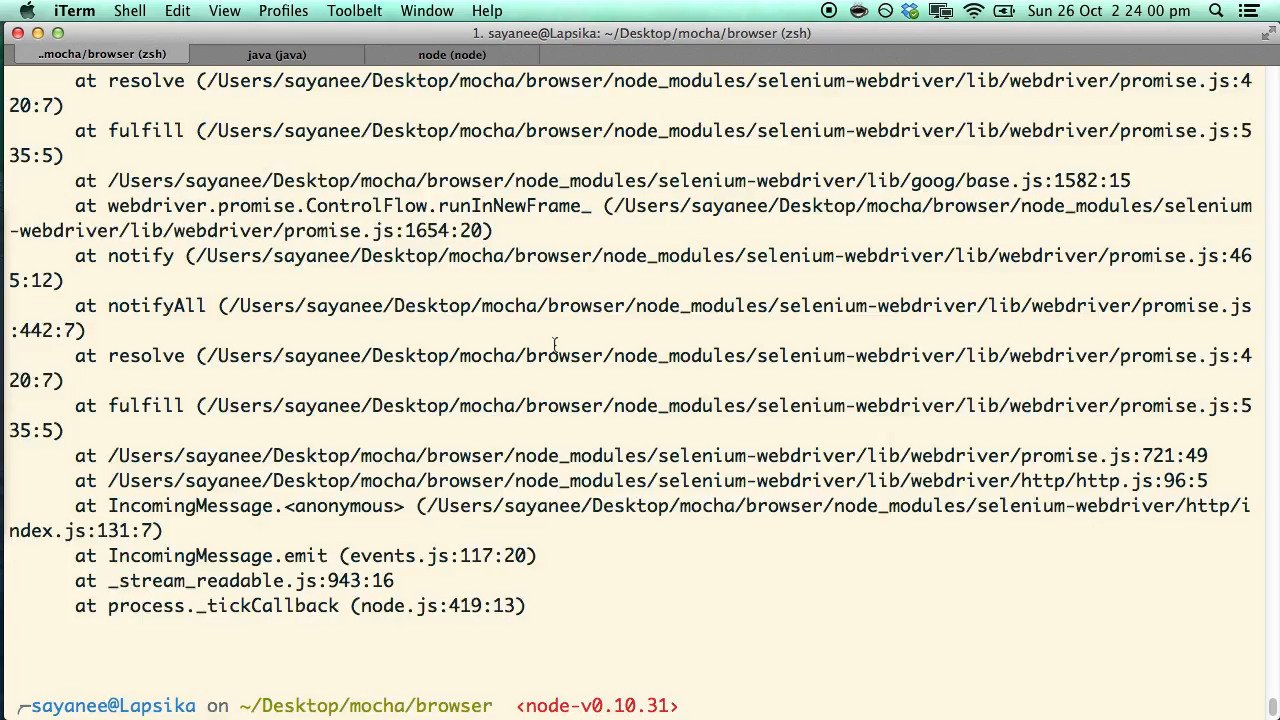 iTerm Shell Edit View Profiles Toolbelt Window Help Sun 26 Oct 2 24 00 pm
1. sayanee@Lapsika: ~/Desktop/mocha/browser (zsh)
..mocha/browser (zsh) java (java) node (node)
at resolve (/Users/sayanee/Desktop/mocha/browser/node_modules/selenium-webdriver/lib/webdriver/promise.js:4
20:7)
at fulfill (/Users/sayanee/Desktop/mocha/browser/node_modules/selenium-webdriver/lib/webdriver/promise.js:5
35:5)
at /Users/sayanee/Desktop/mocha/browser/node_modules/selenium-webdriver/lib/goog/base.js:1582:15
at webdriver.promise.ControlFlow.runInNewFrame_ (/Users/sayanee/Desktop/mocha/browser/node_modules/selenium
-webdriver/lib/webdriver/promise.js:1654:20)
at notify (/Users/sayanee/Desktop/mocha/browser/node_modules/selenium-webdriver/lib/webdriver/promise.js:46
5:12)
at notifyAll (/Users/sayanee/Desktop/mocha/browser/node_modules/selenium-webdriver/lib/webdriver/promise.js
:442:7)
at resolve (/Users/sayanee/Desktop/mocha/browser/node_modules/selenium-webdriver/lib/webdriver/promise.js:4
20:7)
at fulfill (/Users/sayanee/Desktop/mocha/browser/node_modules/selenium-webdriver/lib/webdriver/promise.js:5
35:5)
at /Users/sayanee/Desktop/mocha/browser/node_modules/selenium-webdriver/lib/webdriver/promise.js:721:49
at /Users/sayanee/Desktop/mocha/browser/node_modules/selenium-webdriver/lib/webdriver/http/http.js:96:5
at IncomingMessage.<anonymous> (/Users/sayanee/Desktop/mocha/browser/node_modules/selenium-webdriver/http/i
ndex.js:131:7)
at IncomingMessage.emit (events.js:117:20)
at _stream_readable.js:943:16
at process._tickCallback (node.js:419:13)
sayanee@Lapsika on ~/Desktop/mocha/browser ‹node-v0.10.31›